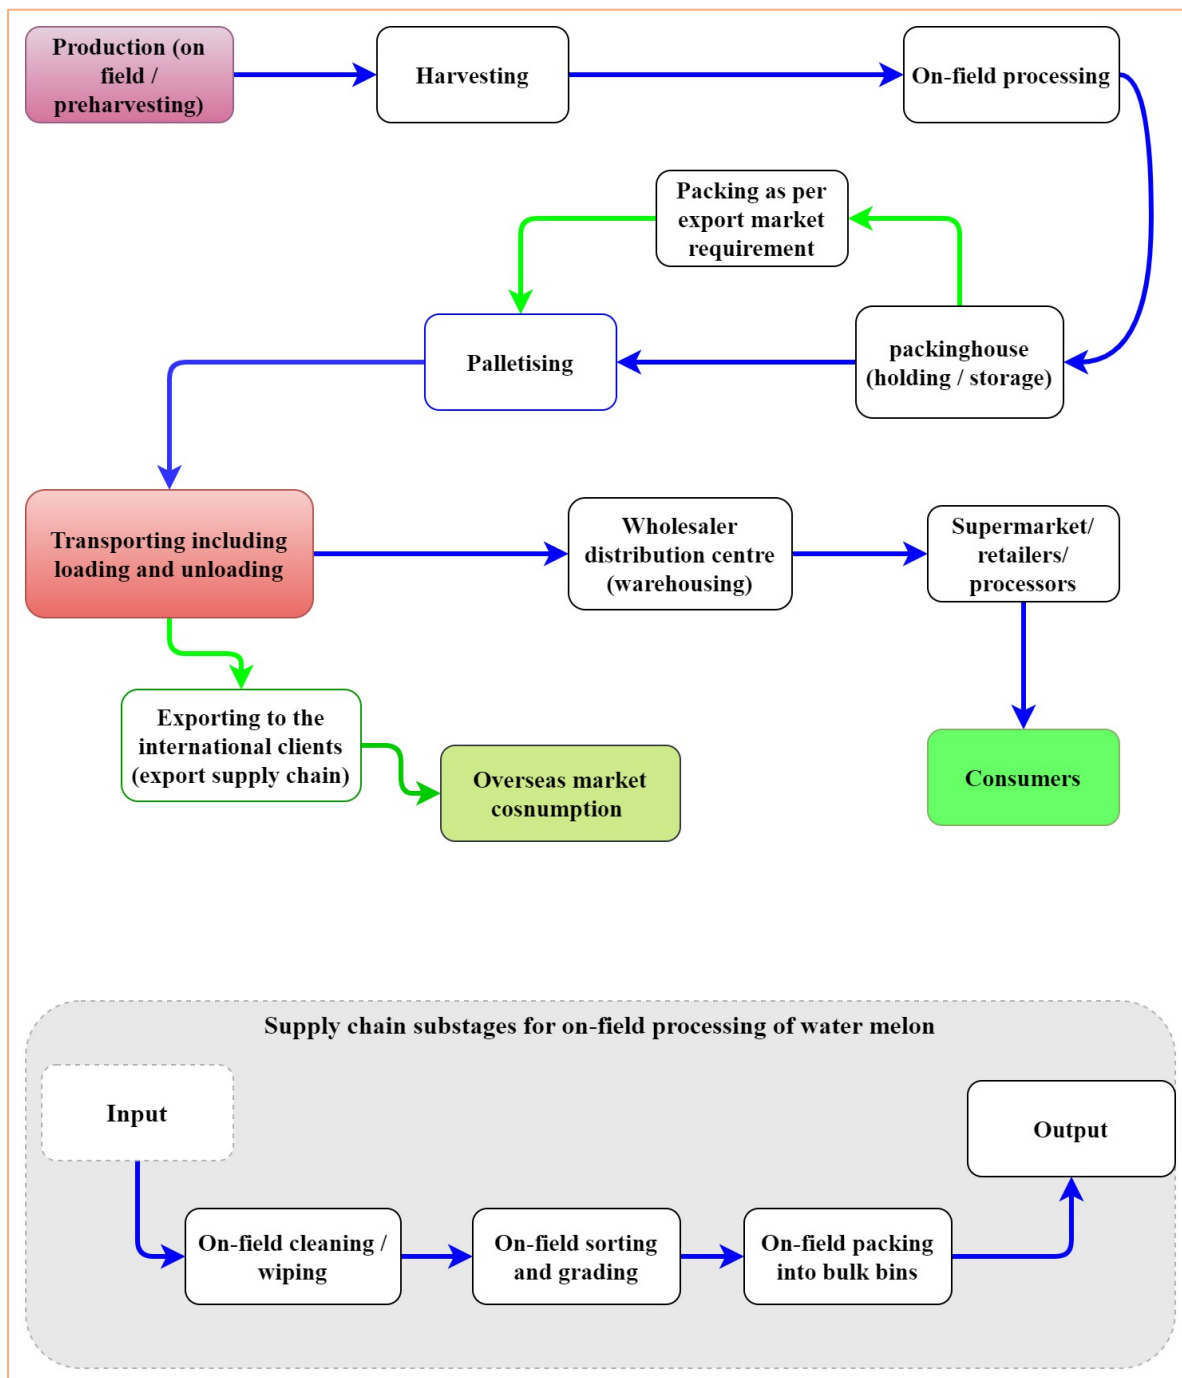 Production (on
field /
preharvesting)
Harvesting
On-field processing
Packing as per
export market
requirement
packinghouse
(holding / storage)
Palletising
Transporting including
loading and unloading
Wholesaler
distribution centre
(warehousing)
Supermarket/
retailers/
processors
Exporting to the
international clients
(export supply chain)
Overseas market
cosnumption
Consumers
Supply chain substages for on-field processing of water melon
Input
Output
On-field cleaning /
wiping
On-field sorting
and grading
On-field packing
into bulk bins